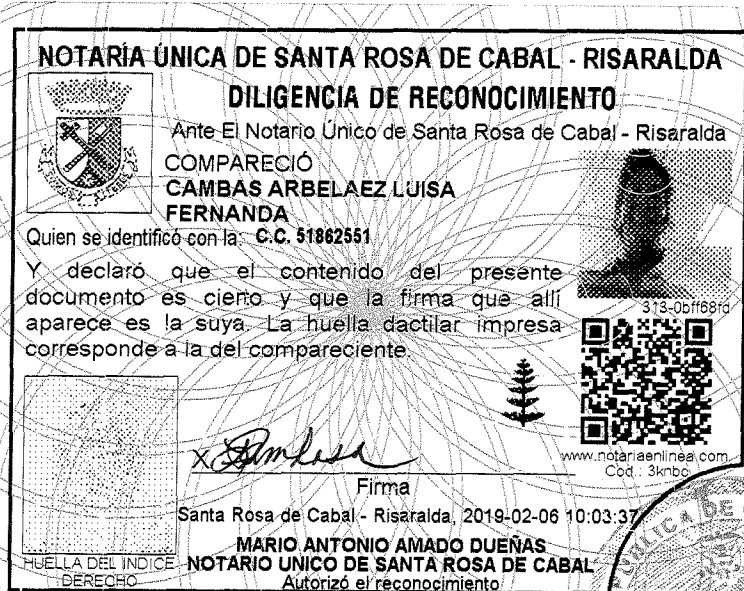 NOTARÍA ÚNICA DE SANTA ROSA DE CABAL - RISARALDA
DILIGENCIA DE RECONOCIMIENTO
Ante El Notario Único de Santa Rosa de Cabal - Risaralda
COMPARECIÓ
CAMBAS ARBELAEZ LUISA
FERNANDA
Quien se identificó con la: C.C. 51862551
Y declaró que el contenido del presente
documento es cierto y que la firma que allí
aparece es la suya. La huella dactilar impresa
corresponde a la del compareciente.
313-0bff68fd
www.notariaenlinea.com
Cod.: 3knbo
X
Firma
Santa Rosa de Cabal - Risaralda, 2019-02-06 10:03:37
HUELLA DEL INDICE
DERECHO
MARIO ANTONIO AMADO DUEÑAS
NOTARIO UNICO DE SANTA ROSA DE CABAL
Autorizó el reconocimiento
PUBLICA DE